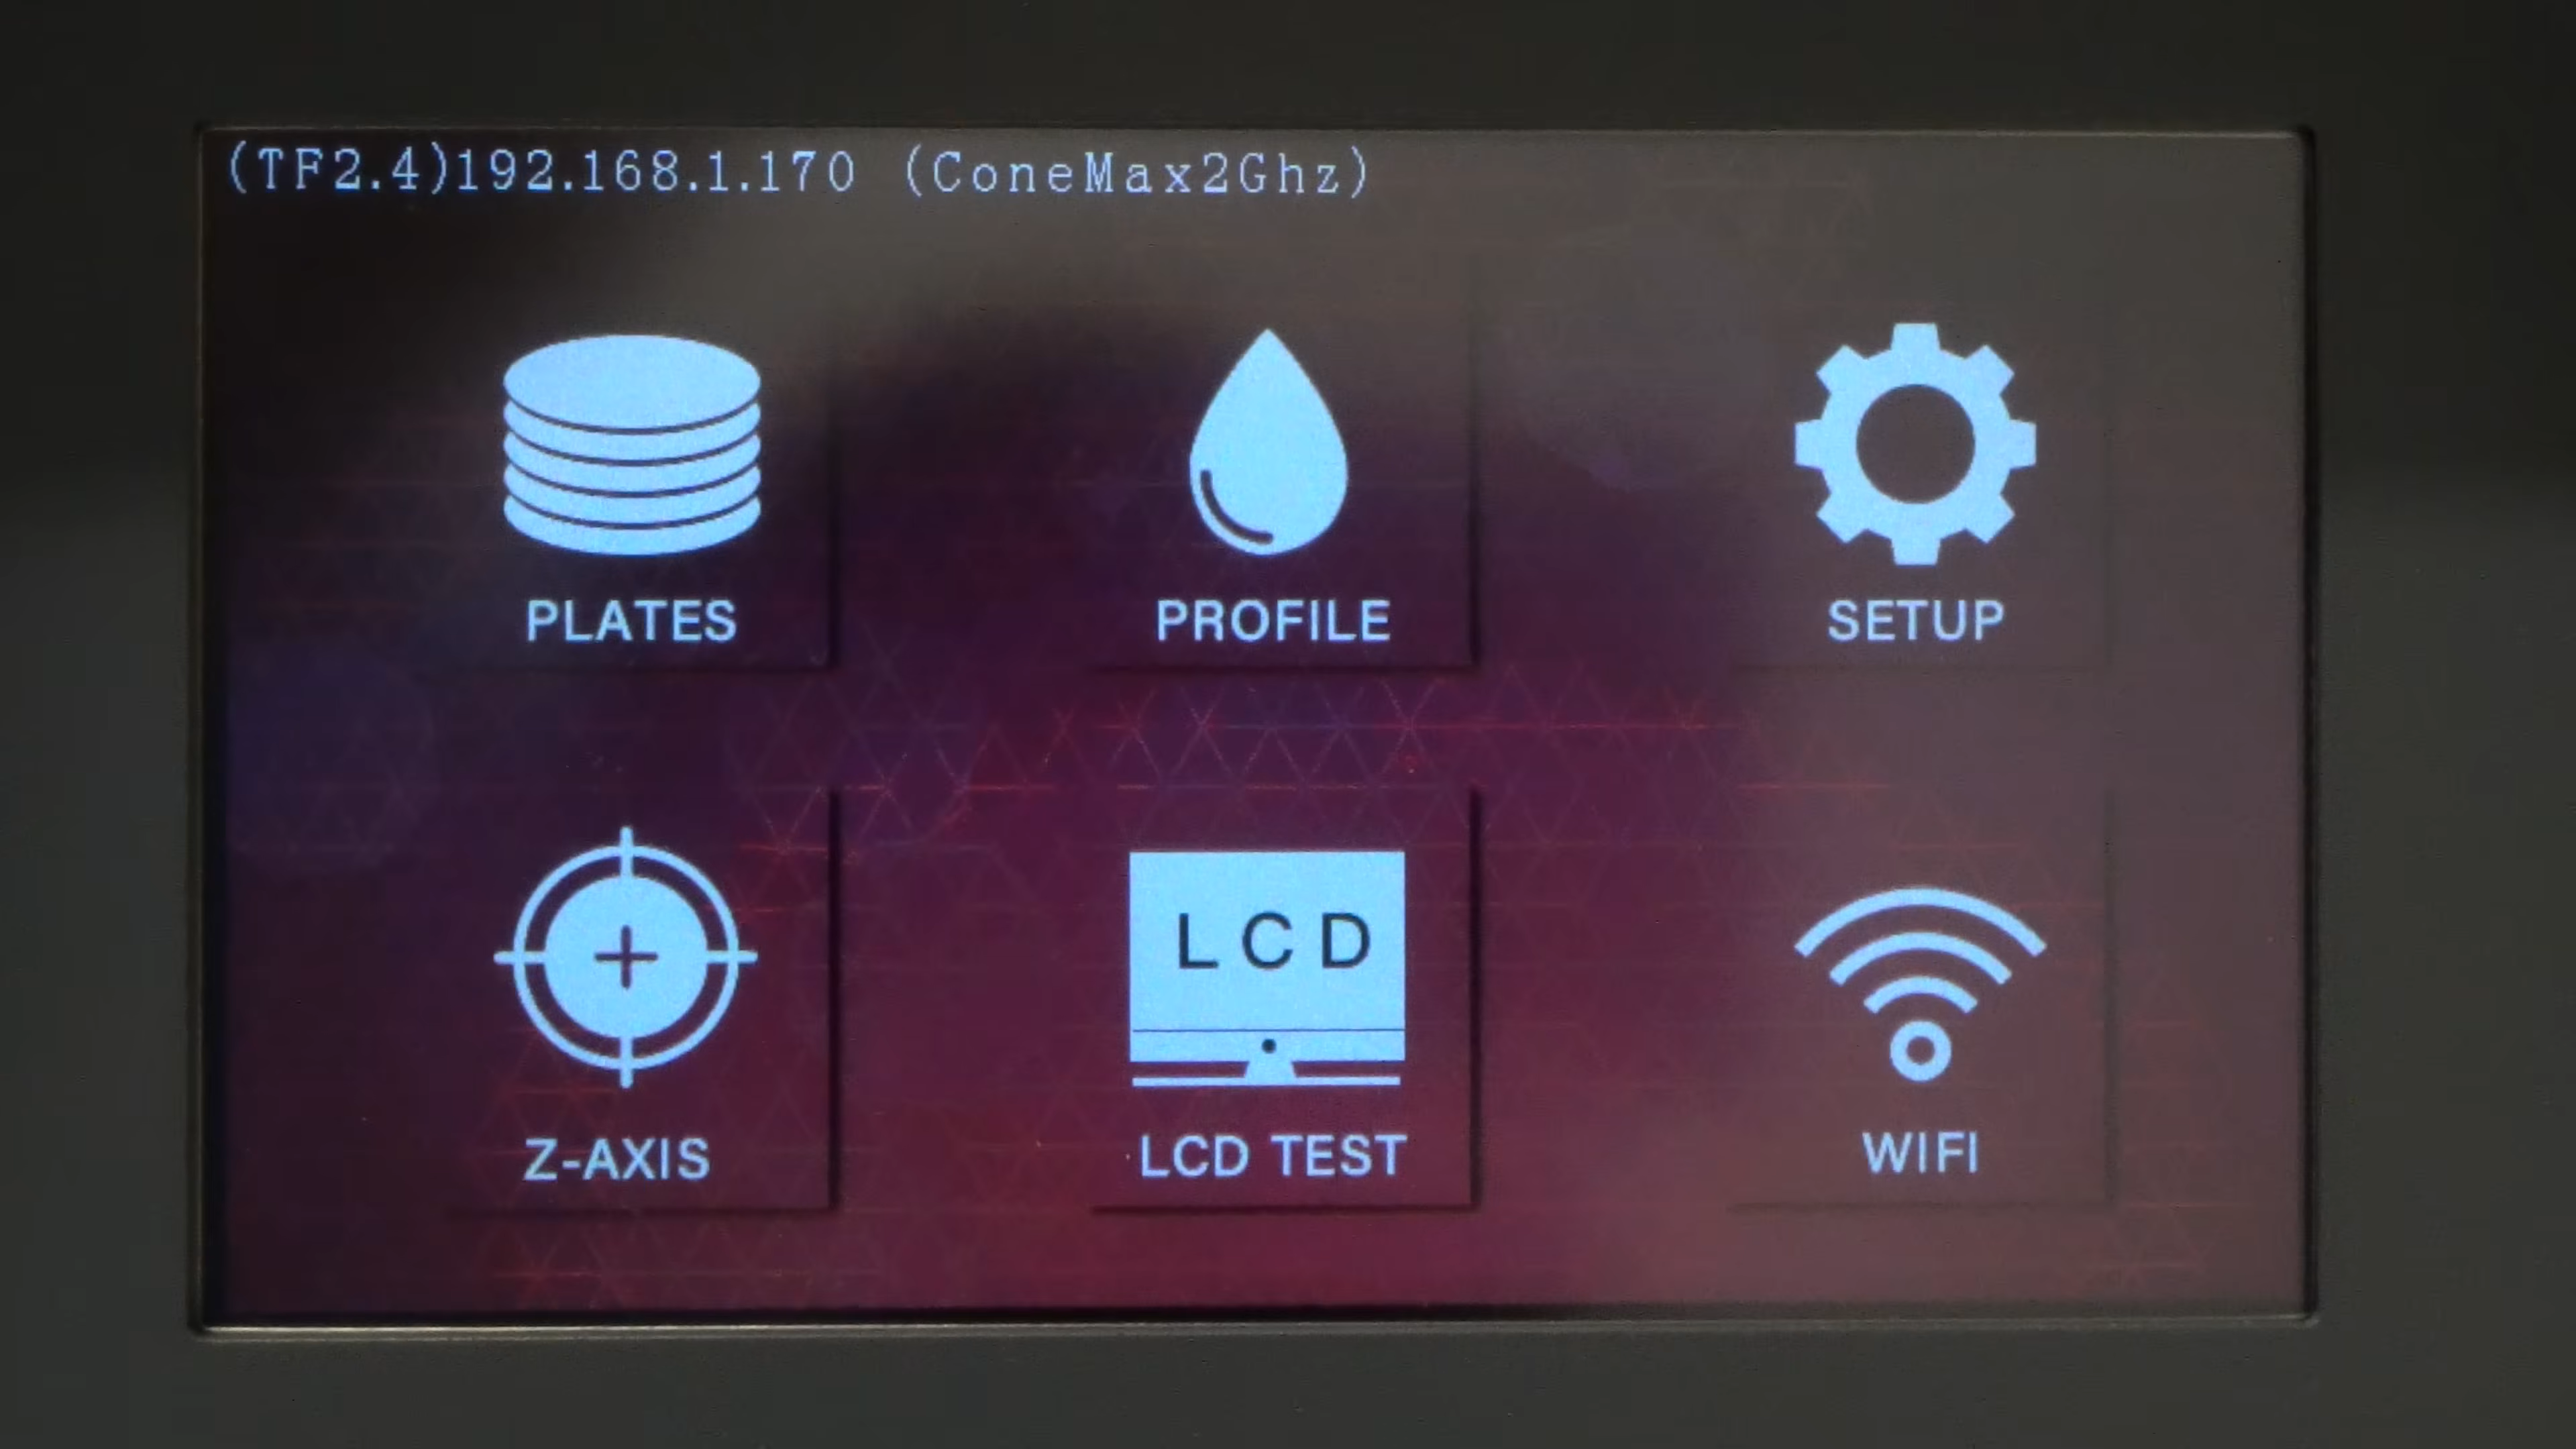 (TF2.4)192.168.1.170 (ConeMax2Ghz)
PLATES
PROFILE
SETUP
LCD
Z-AXIS
LCD TEST
WIFI